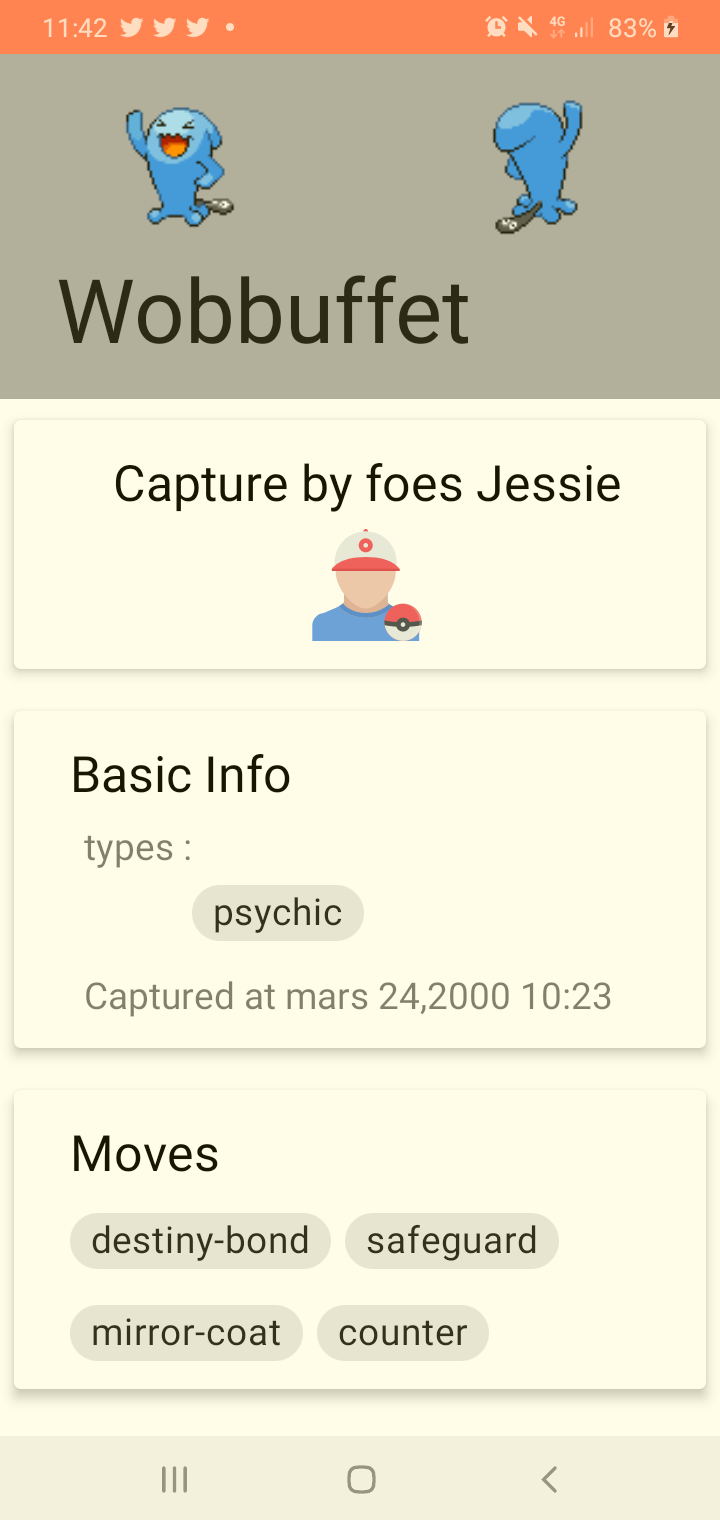 11:42 4G 83%
Wobbuffet
Capture by foes Jessie
Basic Info
types :
psychic
Captured at mars 24,2000 10:23
Moves
destiny-bond safeguard
mirror-coat counter